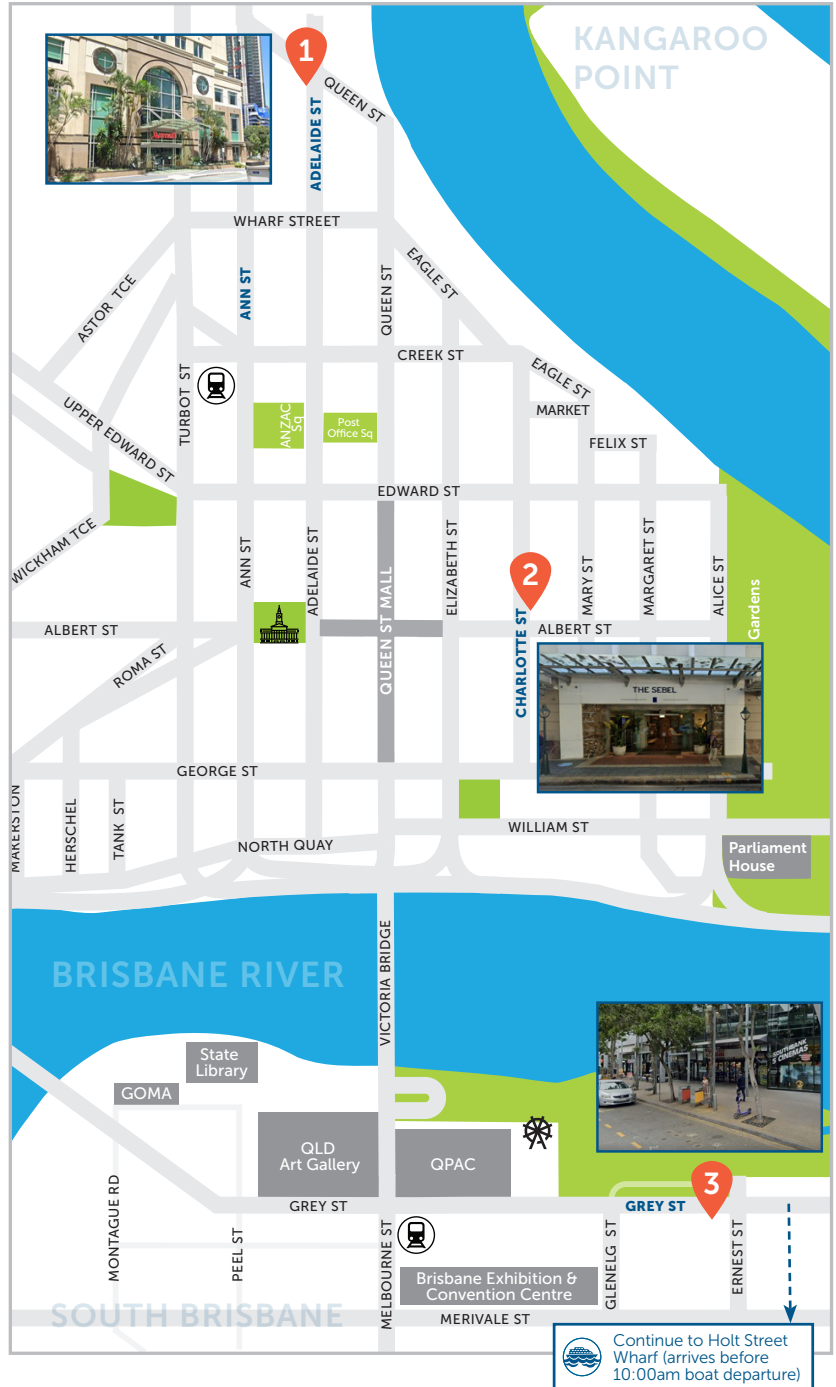 KANGAROO
POINT
1
QUEEN ST
ADELAIDE ST
Marriott
WHARF STREET
ANN ST
QUEEN ST
EAGLE ST
ASTOR TCE
CREEK ST
EAGLE ST
TURBOT ST
MARKET
ANZAC
Sq
Post
Office Sq
UPPER EDWARD ST
FELIX ST
EDWARD ST
WICKHAM TCE
ANN ST
ADELAIDE ST
QUEEN ST MALL
ELIZABETH ST
2
MARY ST
MARGARET ST
ALICE ST
Gardens
ALBERT ST
CHARLOTTE ST
ALBERT ST
ROMA ST
THE SEBEL
GEORGE ST
MAKERSTON
HERSCHEL
TANK ST
WILLIAM ST
NORTH QUAY
Parliament
House
BRISBANE RIVER
VICTORIA BRIDGE
SOUTHBANK
5 CINEMAS
State
Library
GOMA
QLD
Art Gallery
QPAC
3
MONTAGUE RD
PEEL ST
GREY ST
MELBOURNE ST
GREY ST
GLENELG ST
ERNEST ST
Brisbane Exhibition &
Convention Centre
SOUTH BRISBANE
MERIVALE ST
Continue to Holt Street
Wharf (arrives before
10:00am boat departure)